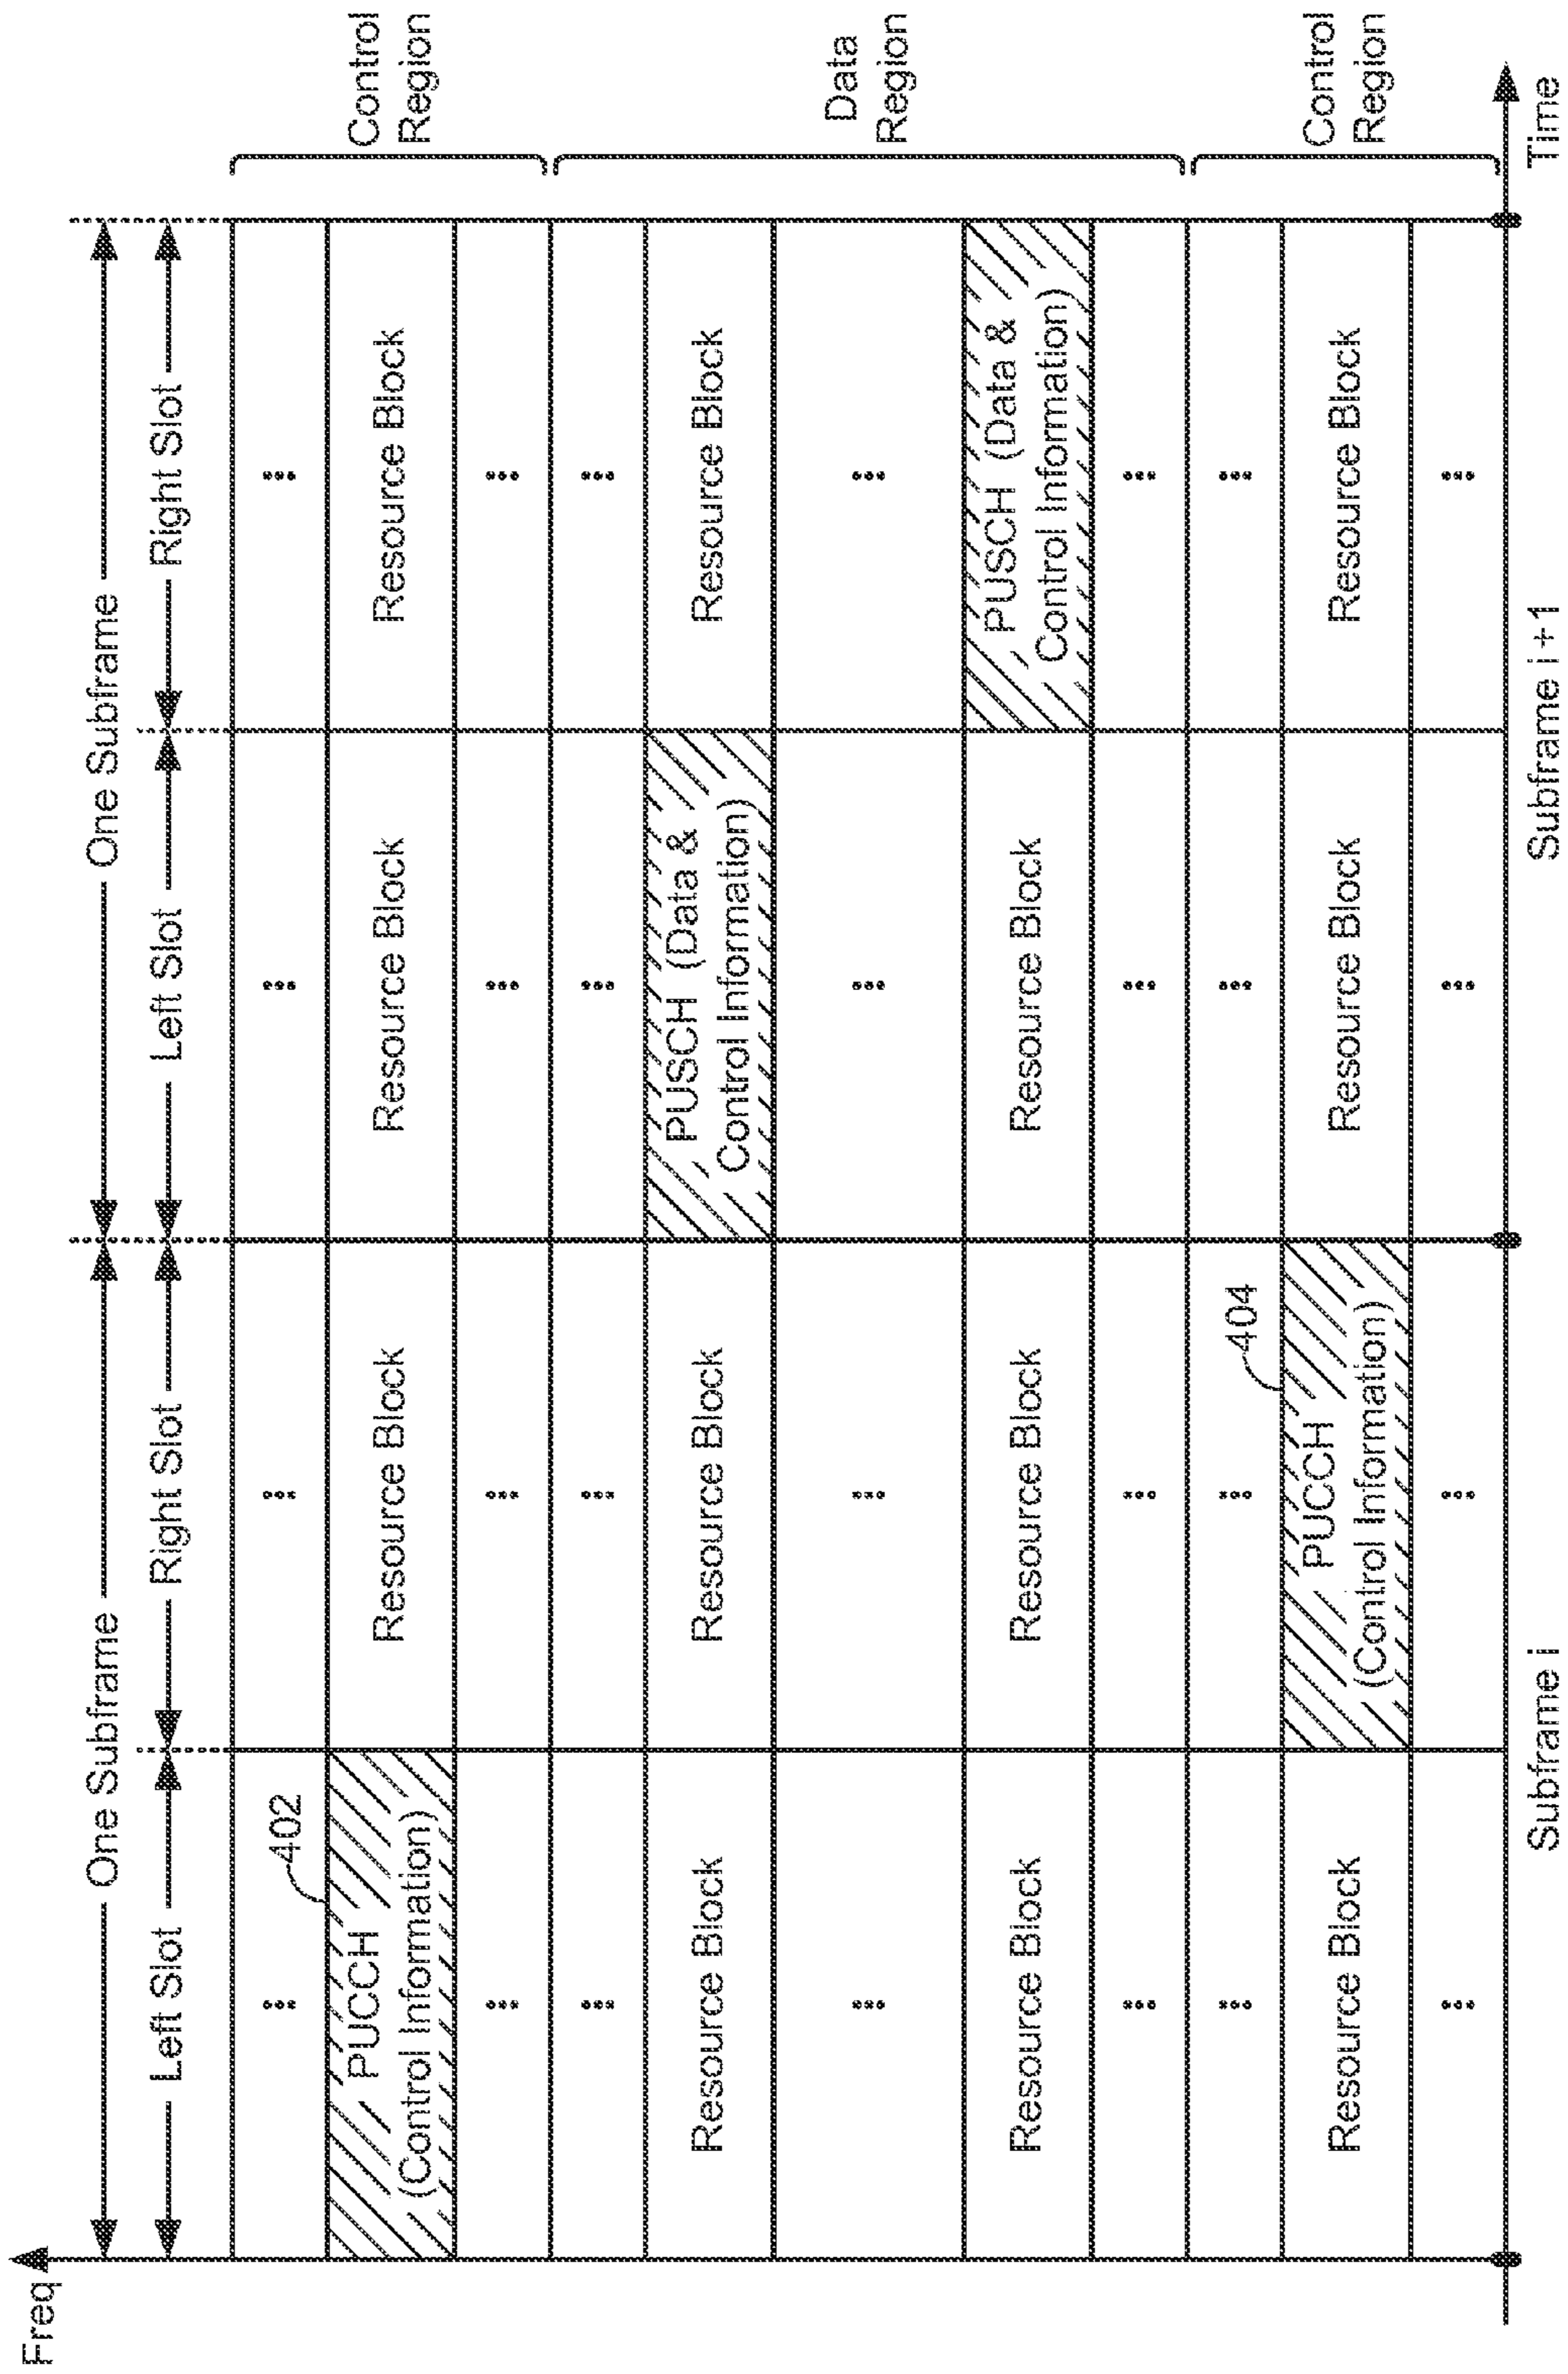 Freq
One Subframe
One Subframe
Left Slot
Right Slot
Left Slot
Right Slot
402
PUCCH
(Control Information)
Resource Block
Resource Block
Resource Block
Control
Region
Resource Block
Resource Block
PUSCH (Data &
Control Information)
Resource Block
Data
Region
Resource Block
Resource Block
Resource Block
PUSCH (Data &
Control Information)
404
Resource Block
PUCCH
(Control Information)
Resource Block
Resource Block
Control
Region
Time
Subframe i
Subframe i + 1